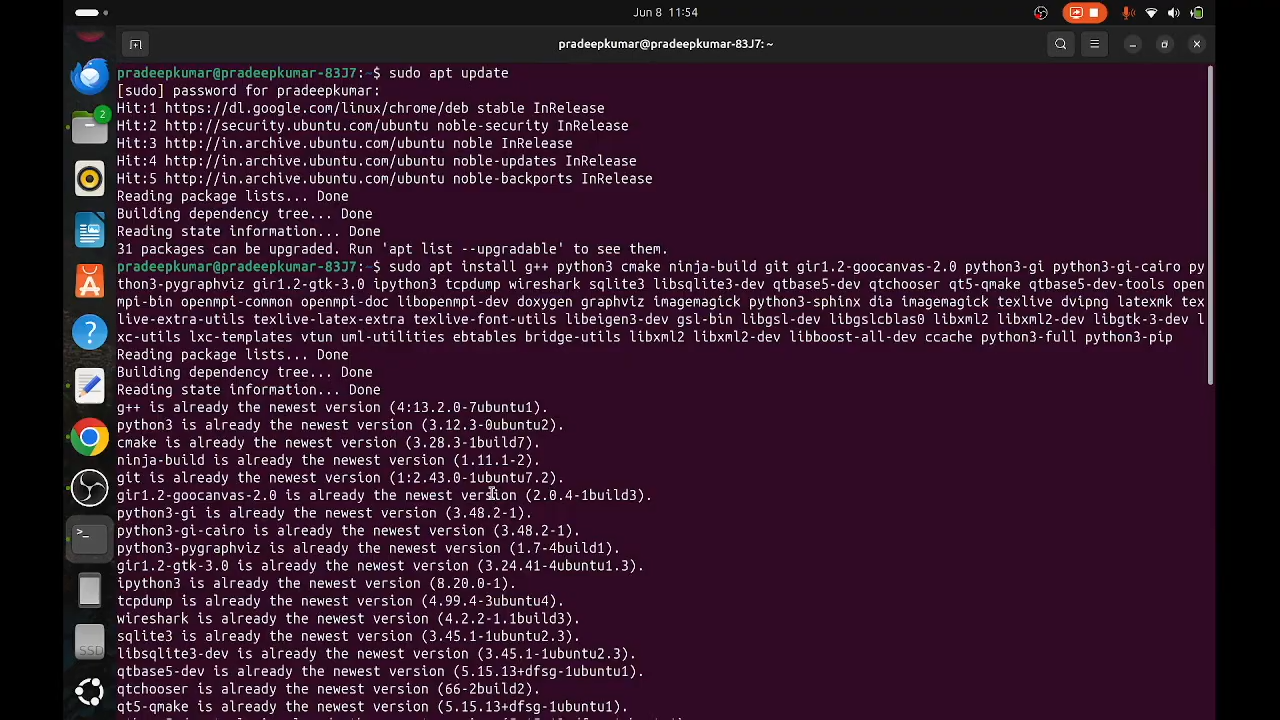 Jun 8 11:54
pradeepkumar@pradeepkumar-83J7: ~
pradeepkumar@pradeepkumar-83J7:~$ sudo apt update
[sudo] password for pradeepkumar:
Hit:1 https://dl.google.com/linux/chrome/deb stable InRelease
Hit:2 http://security.ubuntu.com/ubuntu noble-security InRelease
Hit:3 http://in.archive.ubuntu.com/ubuntu noble InRelease
Hit:4 http://in.archive.ubuntu.com/ubuntu noble-updates InRelease
Hit:5 http://in.archive.ubuntu.com/ubuntu noble-backports InRelease
Reading package lists... Done
Building dependency tree... Done
Reading state information... Done
31 packages can be upgraded. Run 'apt list --upgradable' to see them.
pradeepkumar@pradeepkumar-83J7:~$ sudo apt install g++ python3 cmake ninja-build git gir1.2-goocanvas-2.0 python3-gi python3-gi-cairo py
thon3-pygraphviz gir1.2-gtk-3.0 ipython3 tcpdump wireshark sqlite3 libsqlite3-dev qtbase5-dev qtchooser qt5-qmake qtbase5-dev-tools open
mpi-bin openmpi-common openmpi-doc libopenmpi-dev doxygen graphviz imagemagick python3-sphinx dia imagemagick texlive dvipng latexmk tex
live-extra-utils texlive-latex-extra texlive-font-utils libeigen3-dev gsl-bin libgsl-dev libgslcblas0 libxml2 libxml2-dev libgtk-3-dev l
xc-utils lxc-templates vtun uml-utilities ebtables bridge-utils libxml2 libxml2-dev libboost-all-dev ccache python3-full python3-pip
Reading package lists... Done
Building dependency tree... Done
Reading state information... Done
g++ is already the newest version (4:13.2.0-7ubuntu1).
python3 is already the newest version (3.12.3-0ubuntu2).
cmake is already the newest version (3.28.3-1build7).
ninja-build is already the newest version (1.11.1-2).
git is already the newest version (1:2.43.0-1ubuntu7.2).
gir1.2-goocanvas-2.0 is already the newest version (2.0.4-1build3).
python3-gi is already the newest version (3.48.2-1).
python3-gi-cairo is already the newest version (3.48.2-1).
python3-pygraphviz is already the newest version (1.7-4build1).
gir1.2-gtk-3.0 is already the newest version (3.24.41-4ubuntu1.3).
ipython3 is already the newest version (8.20.0-1).
tcpdump is already the newest version (4.99.4-3ubuntu4).
wireshark is already the newest version (4.2.2-1.1build3).
sqlite3 is already the newest version (3.45.1-1ubuntu2.3).
libsqlite3-dev is already the newest version (3.45.1-1ubuntu2.3).
qtbase5-dev is already the newest version (5.15.13+dfsg-1ubuntu1).
qtchooser is already the newest version (66-2build2).
qt5-qmake is already the newest version (5.15.13+dfsg-1ubuntu1).
2
SSD